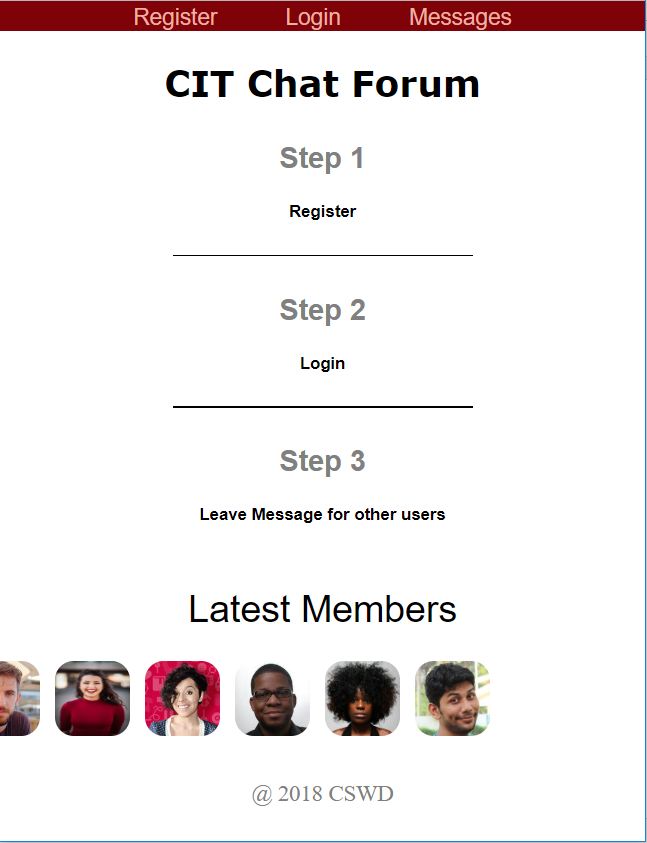 Register Login Messages
CIT Chat Forum
Step 1
Register
Step 2
Login
Step 3
Leave Message for other users
Latest Members
@ 2018 CSWD